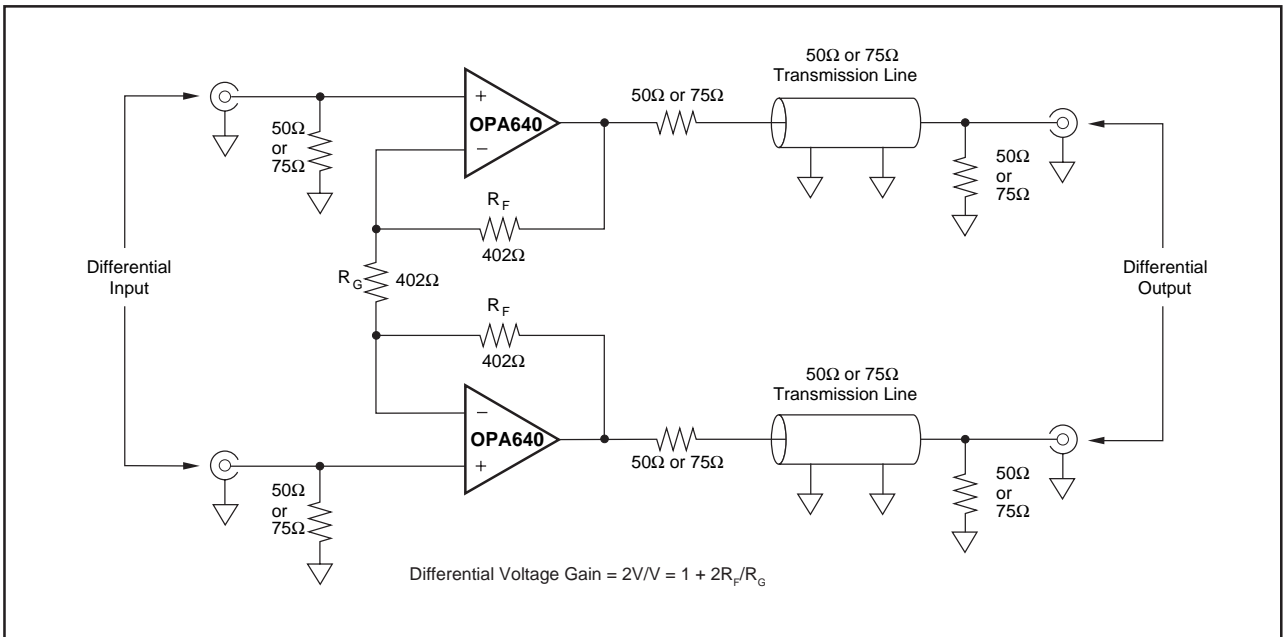 50Ω or 75Ω
Transmission Line
50Ω or 75Ω
+
OPA640
−
50Ω
or
75Ω
50Ω
or
75Ω
R_F
402Ω
Differential
Input
R_G 402Ω
Differential
Output
R_F
402Ω
50Ω or 75Ω
Transmission Line
−
OPA640
+
50Ω or 75Ω
50Ω
or
75Ω
50Ω
or
75Ω
Differential Voltage Gain = 2V/V = 1 + 2R_F/R_G